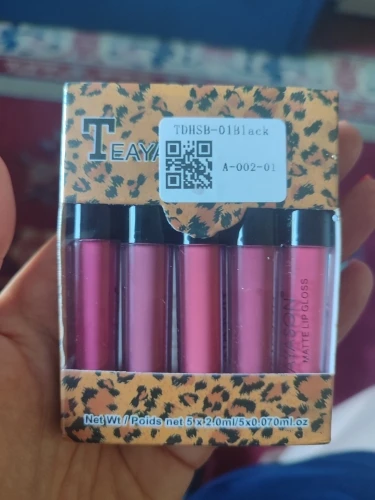 TDHSB-01Black
A-002-01
TEAYA
MATTE LIP GLOSS
Net Wt / Poids net 5 x 2.0ml/5x0.070ml.oz